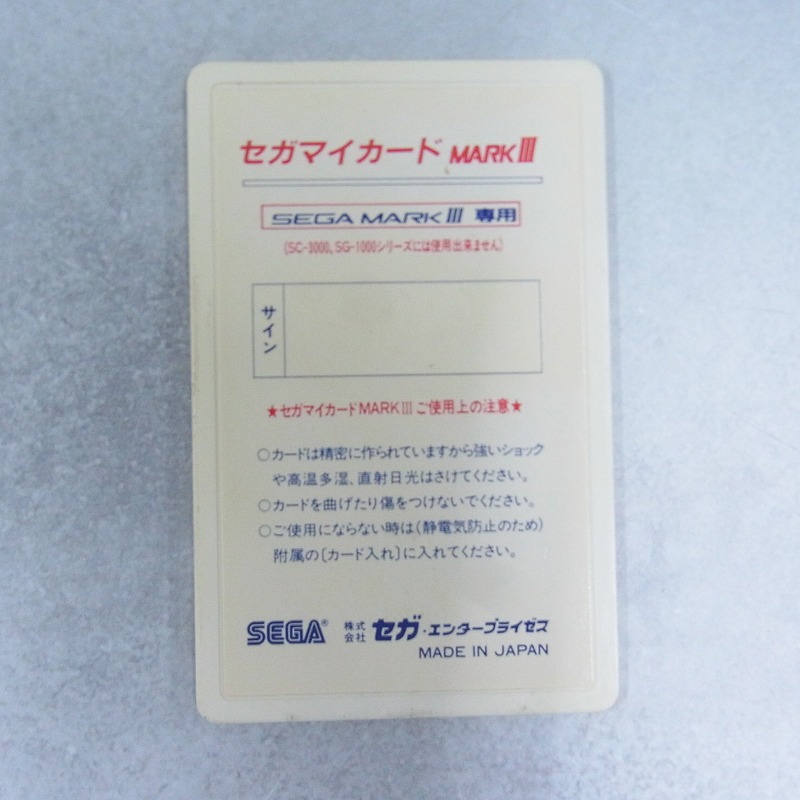 セガマイカード MARK III
SEGA MARK III 専用
(SC-3000、SG-1000シリーズには使用出来ません)
サイン
★セガマイカードMARK III ご使用上の注意★
○カードは精密に作られていますから強いショック
や高温多湿、直射日光はさけてください。
○カードを曲げたり傷をつけないでください。
○ご使用にならない時は(静電気防止のため)
附属の〔カード入れ〕に入れてください。
SEGA® 株式会社 セガ・エンタープライゼス
MADE IN JAPAN